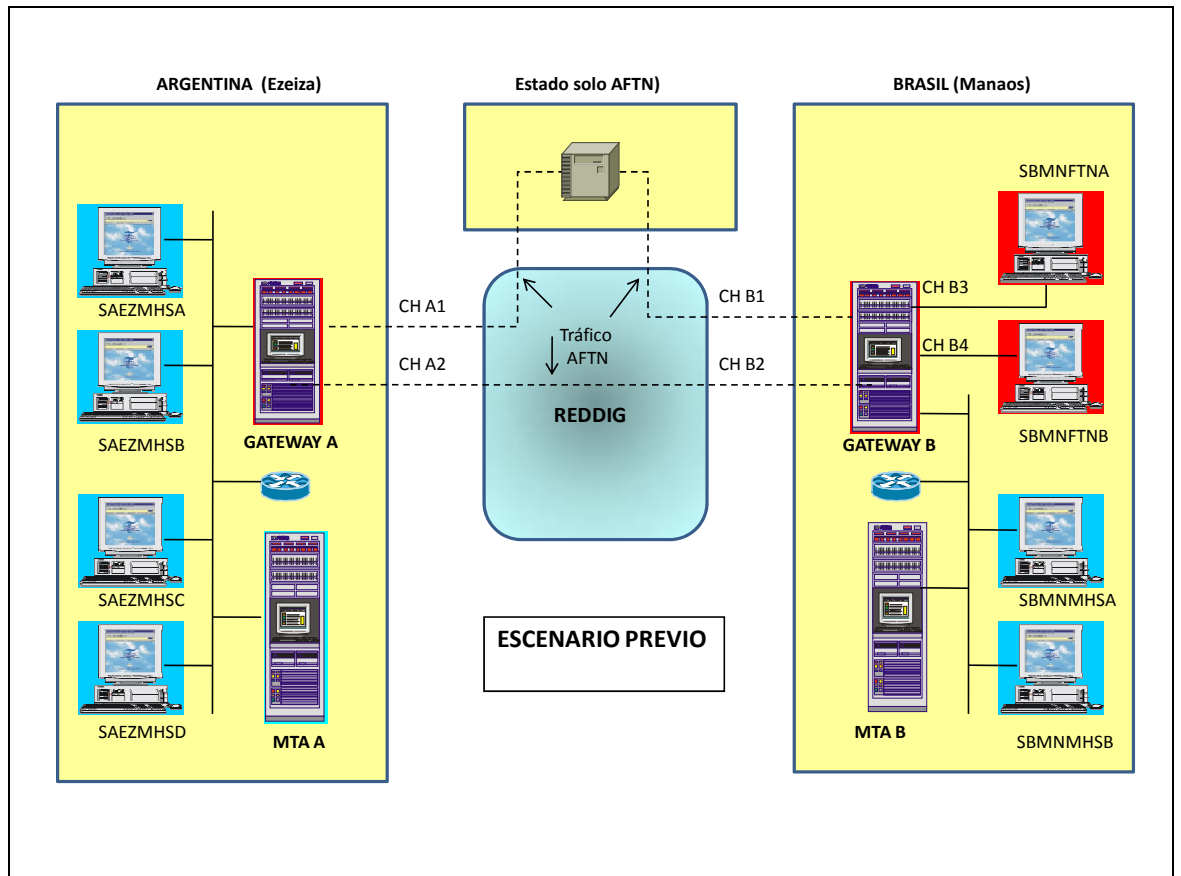 ARGENTINA (Ezeiza)
Estado solo AFTN)
BRASIL (Manaos)
SAEZMHSA
SAEZMHSB
SAEZMHSC
SAEZMHSD
GATEWAY A
MTA A
CH A1
CH A2
Tráfico
AFTN
REDDIG
CH B1
CH B2
ESCENARIO PREVIO
CH B3
CH B4
GATEWAY B
MTA B
SBMNFTNA
SBMNFTNB
SBMNMHSA
SBMNMHSB